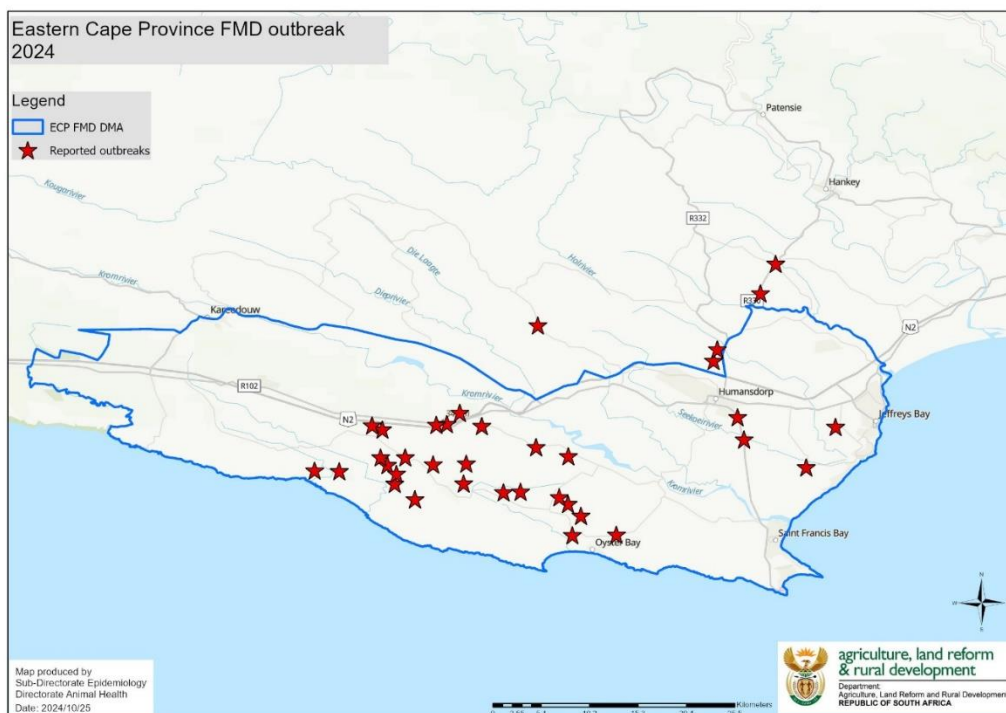 Eastern Cape Province FMD outbreak
2024
Legend
ECP FMD DMA
Reported outbreaks
Patensie
Hankey
Kougarivier
R332
Die Laagte
Holrivier
Kromrivier
Dieprivier
Kareedouw
N2
R102
Kromrivier
Humansdorp
N2
Seekoeirivier
Jeffreys Bay
Kromrivier
Saint Francis Bay
Oyster Bay
N
W
E
S
Map produced by
Sub-Directorate Epidemiology
Directorate Animal Health
Date: 2024/10/25
Kilometers
agriculture, land reform
& rural development
Department:
Agriculture, Land Reform and Rural Development
REPUBLIC OF SOUTH AFRICA